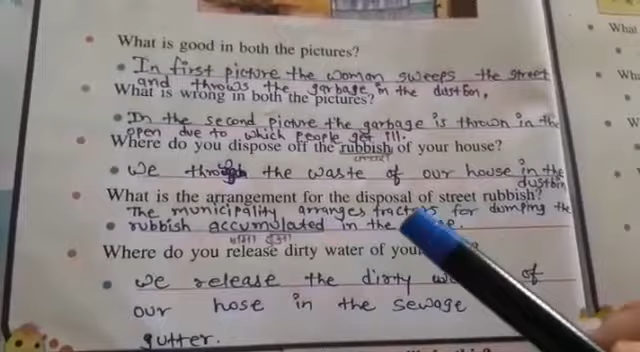 What is good in both the pictures?
In first picture the woman sweeps the street
and throws the garbage in the dustbin.
What is wrong in both the pictures?
In the second picture the garbage is thrown in the
open due to which people get ill.
Where do you dispose off the rubbish of your house?
We the waste of our house in the
dustbin
What is the arrangement for the disposal of street rubbish?
The municipality arranges tractors for dumping the
rubbish accumulated in the
Where do you release dirty water of
we release the dirty of
our hose in the sewage
gutter.
What
Wha
W